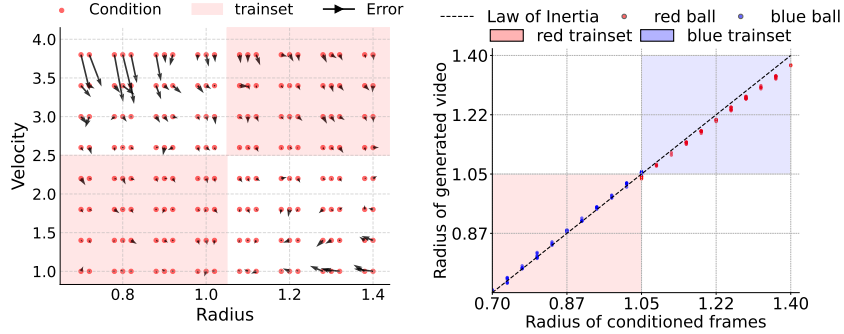 Condition trainset Error
4.0
3.5
3.0
2.5
2.0
1.5
1.0
Velocity
0.8 1.0 1.2 1.4
Radius
Law of Inertia red ball blue ball
red trainset blue trainset
1.40
1.22
1.05
0.87
Radius of generated video
0.70 0.87 1.05 1.22 1.40
Radius of conditioned frames